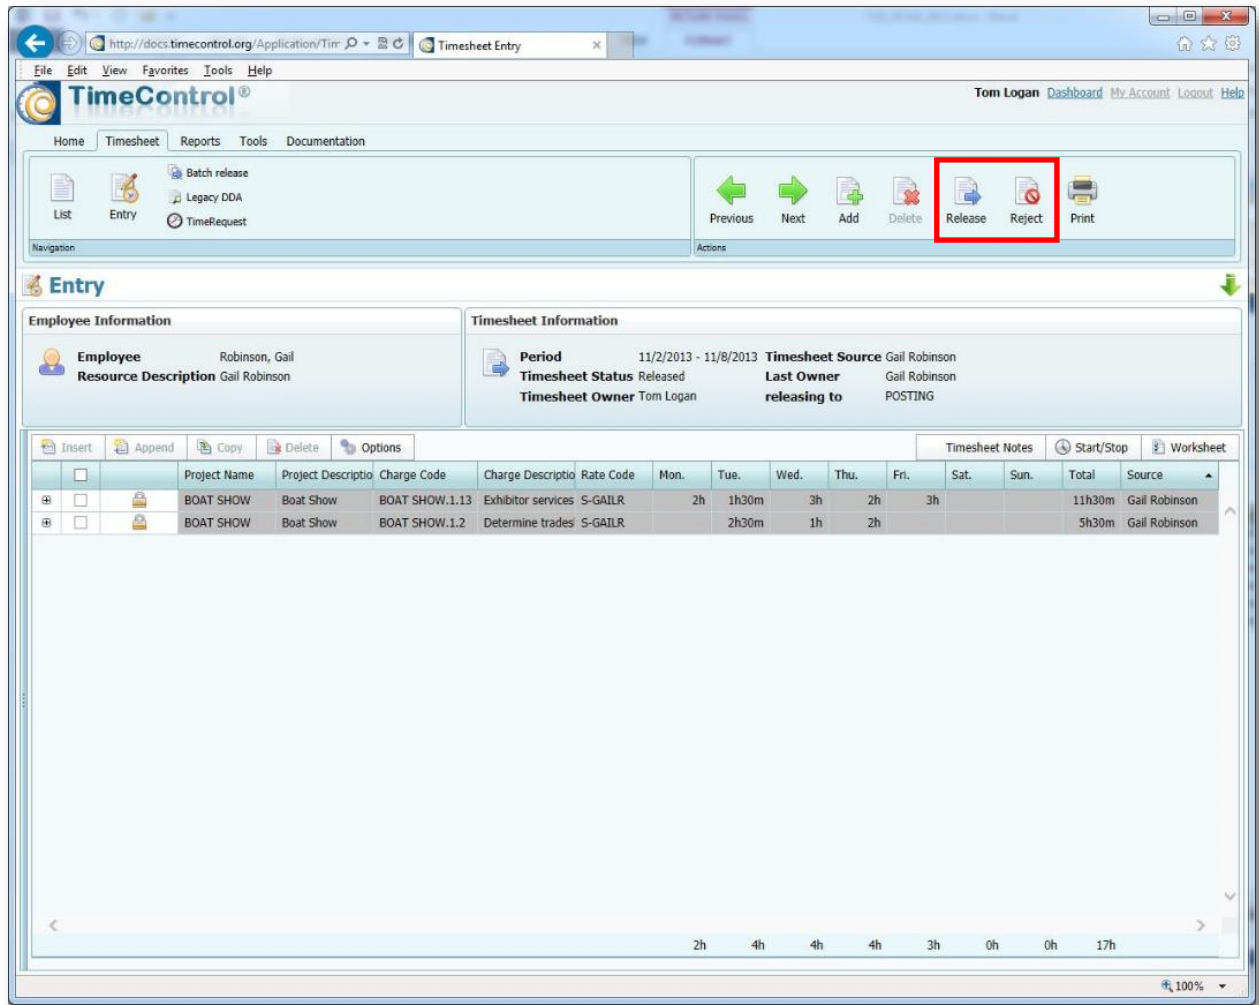 http://docs.timecontrol.org/Application/Tim
Timesheet Entry
File Edit View Favorites Tools Help
TimeControl®
Tom Logan Dashboard My Account Logout Help
Home Timesheet Reports Tools Documentation
List
Entry
Batch release
Legacy DDA
TimeRequest
Previous Next Add Delete Release Reject Print
Navigation
Actions
Entry
Employee Information
Employee Robinson, Gail
Resource Description Gail Robinson
Timesheet Information
Period 11/2/2013 - 11/8/2013 Timesheet Source Gail Robinson
Timesheet Status Released Last Owner Gail Robinson
Timesheet Owner Tom Logan releasing to POSTING
Insert Append Copy Delete Options Timesheet Notes Start/Stop Worksheet
Project Name Project Descriptio Charge Code Charge Descriptio Rate Code Mon. Tue. Wed. Thu. Fri. Sat. Sun. Total Source
BOAT SHOW Boat Show BOAT SHOW.1.13 Exhibitor services S-GAILR 2h 1h30m 3h 2h 3h 11h30m Gail Robinson
BOAT SHOW Boat Show BOAT SHOW.1.2 Determine trades S-GAILR 2h30m 1h 2h 5h30m Gail Robinson
2h 4h 4h 4h 3h 0h 0h 17h
100%